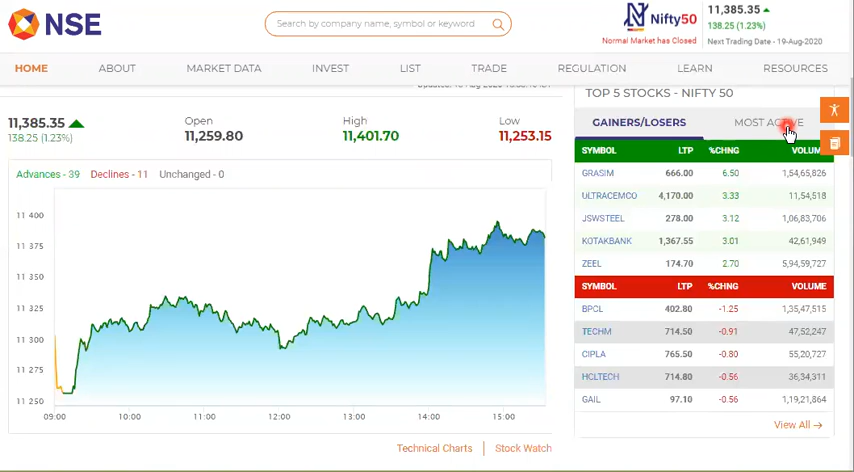 NSE
Search by company name, symbol or keyword
Nifty50
11,385.35
138.25 (1.23%)
Normal Market has Closed
Next Trading Date - 19-Aug-2020
HOME ABOUT MARKET DATA INVEST LIST TRADE REGULATION LEARN RESOURCES
TOP 5 STOCKS - NIFTY 50
11,385.35
138.25 (1.23%)
Open
11,259.80
High
11,401.70
Low
11,253.15
Advances - 39 Declines - 11 Unchanged - 0
11 400
11 375
11 350
11 325
11 300
11 275
11 250
09:00 10:00 11:00 12:00 13:00 14:00 15:00
Technical Charts Stock Watch
GAINERS/LOSERS MOST ACTIVE
SYMBOL LTP %CHNG VOLUME
GRASIM 666.00 6.50 1,54,65,826
ULTRACEMCO 4,170.00 3.33 11,54,518
JSWSTEEL 278.00 3.12 1,06,83,706
KOTAKBANK 1,367.55 3.01 42,61,949
ZEEL 174.70 2.70 5,94,59,727
SYMBOL LTP %CHNG VOLUME
BPCL 402.80 -1.25 1,35,47,515
TECHM 714.50 -0.91 47,52,247
CIPLA 765.50 -0.80 55,20,727
HCLTECH 714.80 -0.56 36,34,311
GAIL 97.10 -0.56 1,19,21,864
View All